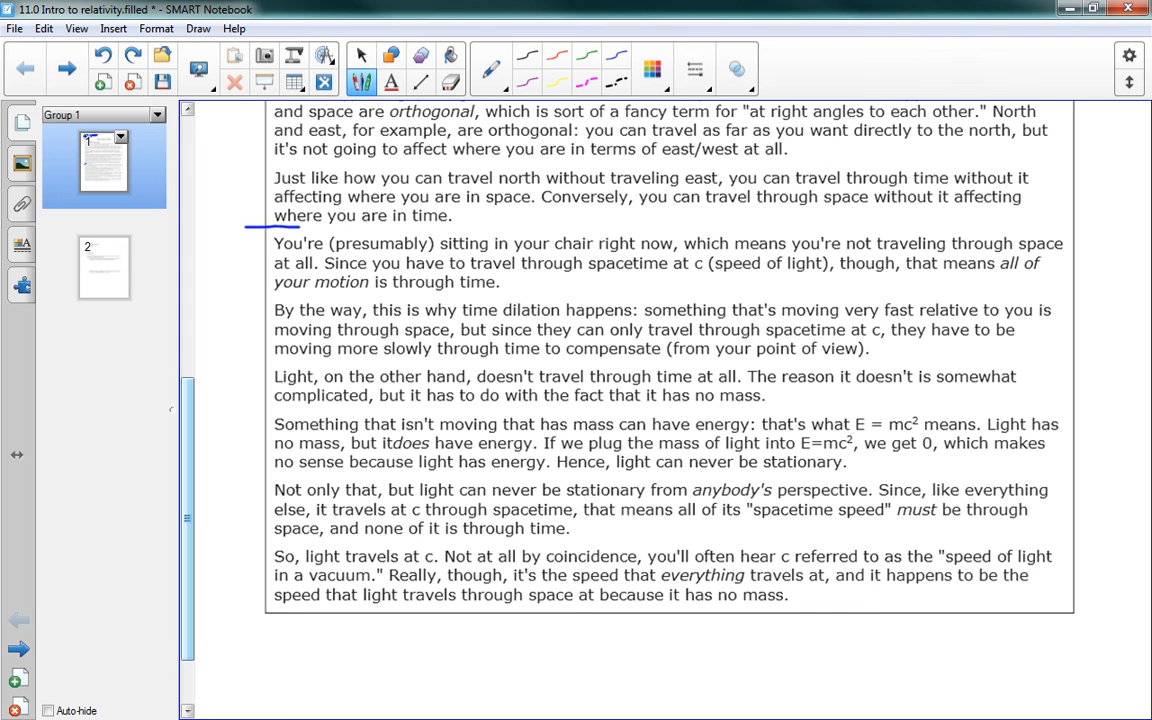 11.0 Intro to relativity.filled * - SMART Notebook
File Edit View Insert Format Draw Help
Group 1
1
2
and space are orthogonal, which is sort of a fancy term for "at right angles to each other." North
and east, for example, are orthogonal: you can travel as far as you want directly to the north, but
it's not going to affect where you are in terms of east/west at all.
Just like how you can travel north without traveling east, you can travel through time without it
affecting where you are in space. Conversely, you can travel through space without it affecting
where you are in time.
You're (presumably) sitting in your chair right now, which means you're not traveling through space
at all. Since you have to travel through spacetime at c (speed of light), though, that means all of
your motion is through time.
By the way, this is why time dilation happens: something that's moving very fast relative to you is
moving through space, but since they can only travel through spacetime at c, they have to be
moving more slowly through time to compensate (from your point of view).
Light, on the other hand, doesn't travel through time at all. The reason it doesn't is somewhat
complicated, but it has to do with the fact that it has no mass.
Something that isn't moving that has mass can have energy: that's what E = mc² means. Light has
no mass, but itdoes have energy. If we plug the mass of light into E=mc², we get 0, which makes
no sense because light has energy. Hence, light can never be stationary.
Not only that, but light can never be stationary from anybody's perspective. Since, like everything
else, it travels at c through spacetime, that means all of its "spacetime speed" must be through
space, and none of it is through time.
So, light travels at c. Not at all by coincidence, you'll often hear c referred to as the "speed of light
in a vacuum." Really, though, it's the speed that everything travels at, and it happens to be the
speed that light travels through space at because it has no mass.
Auto-hide